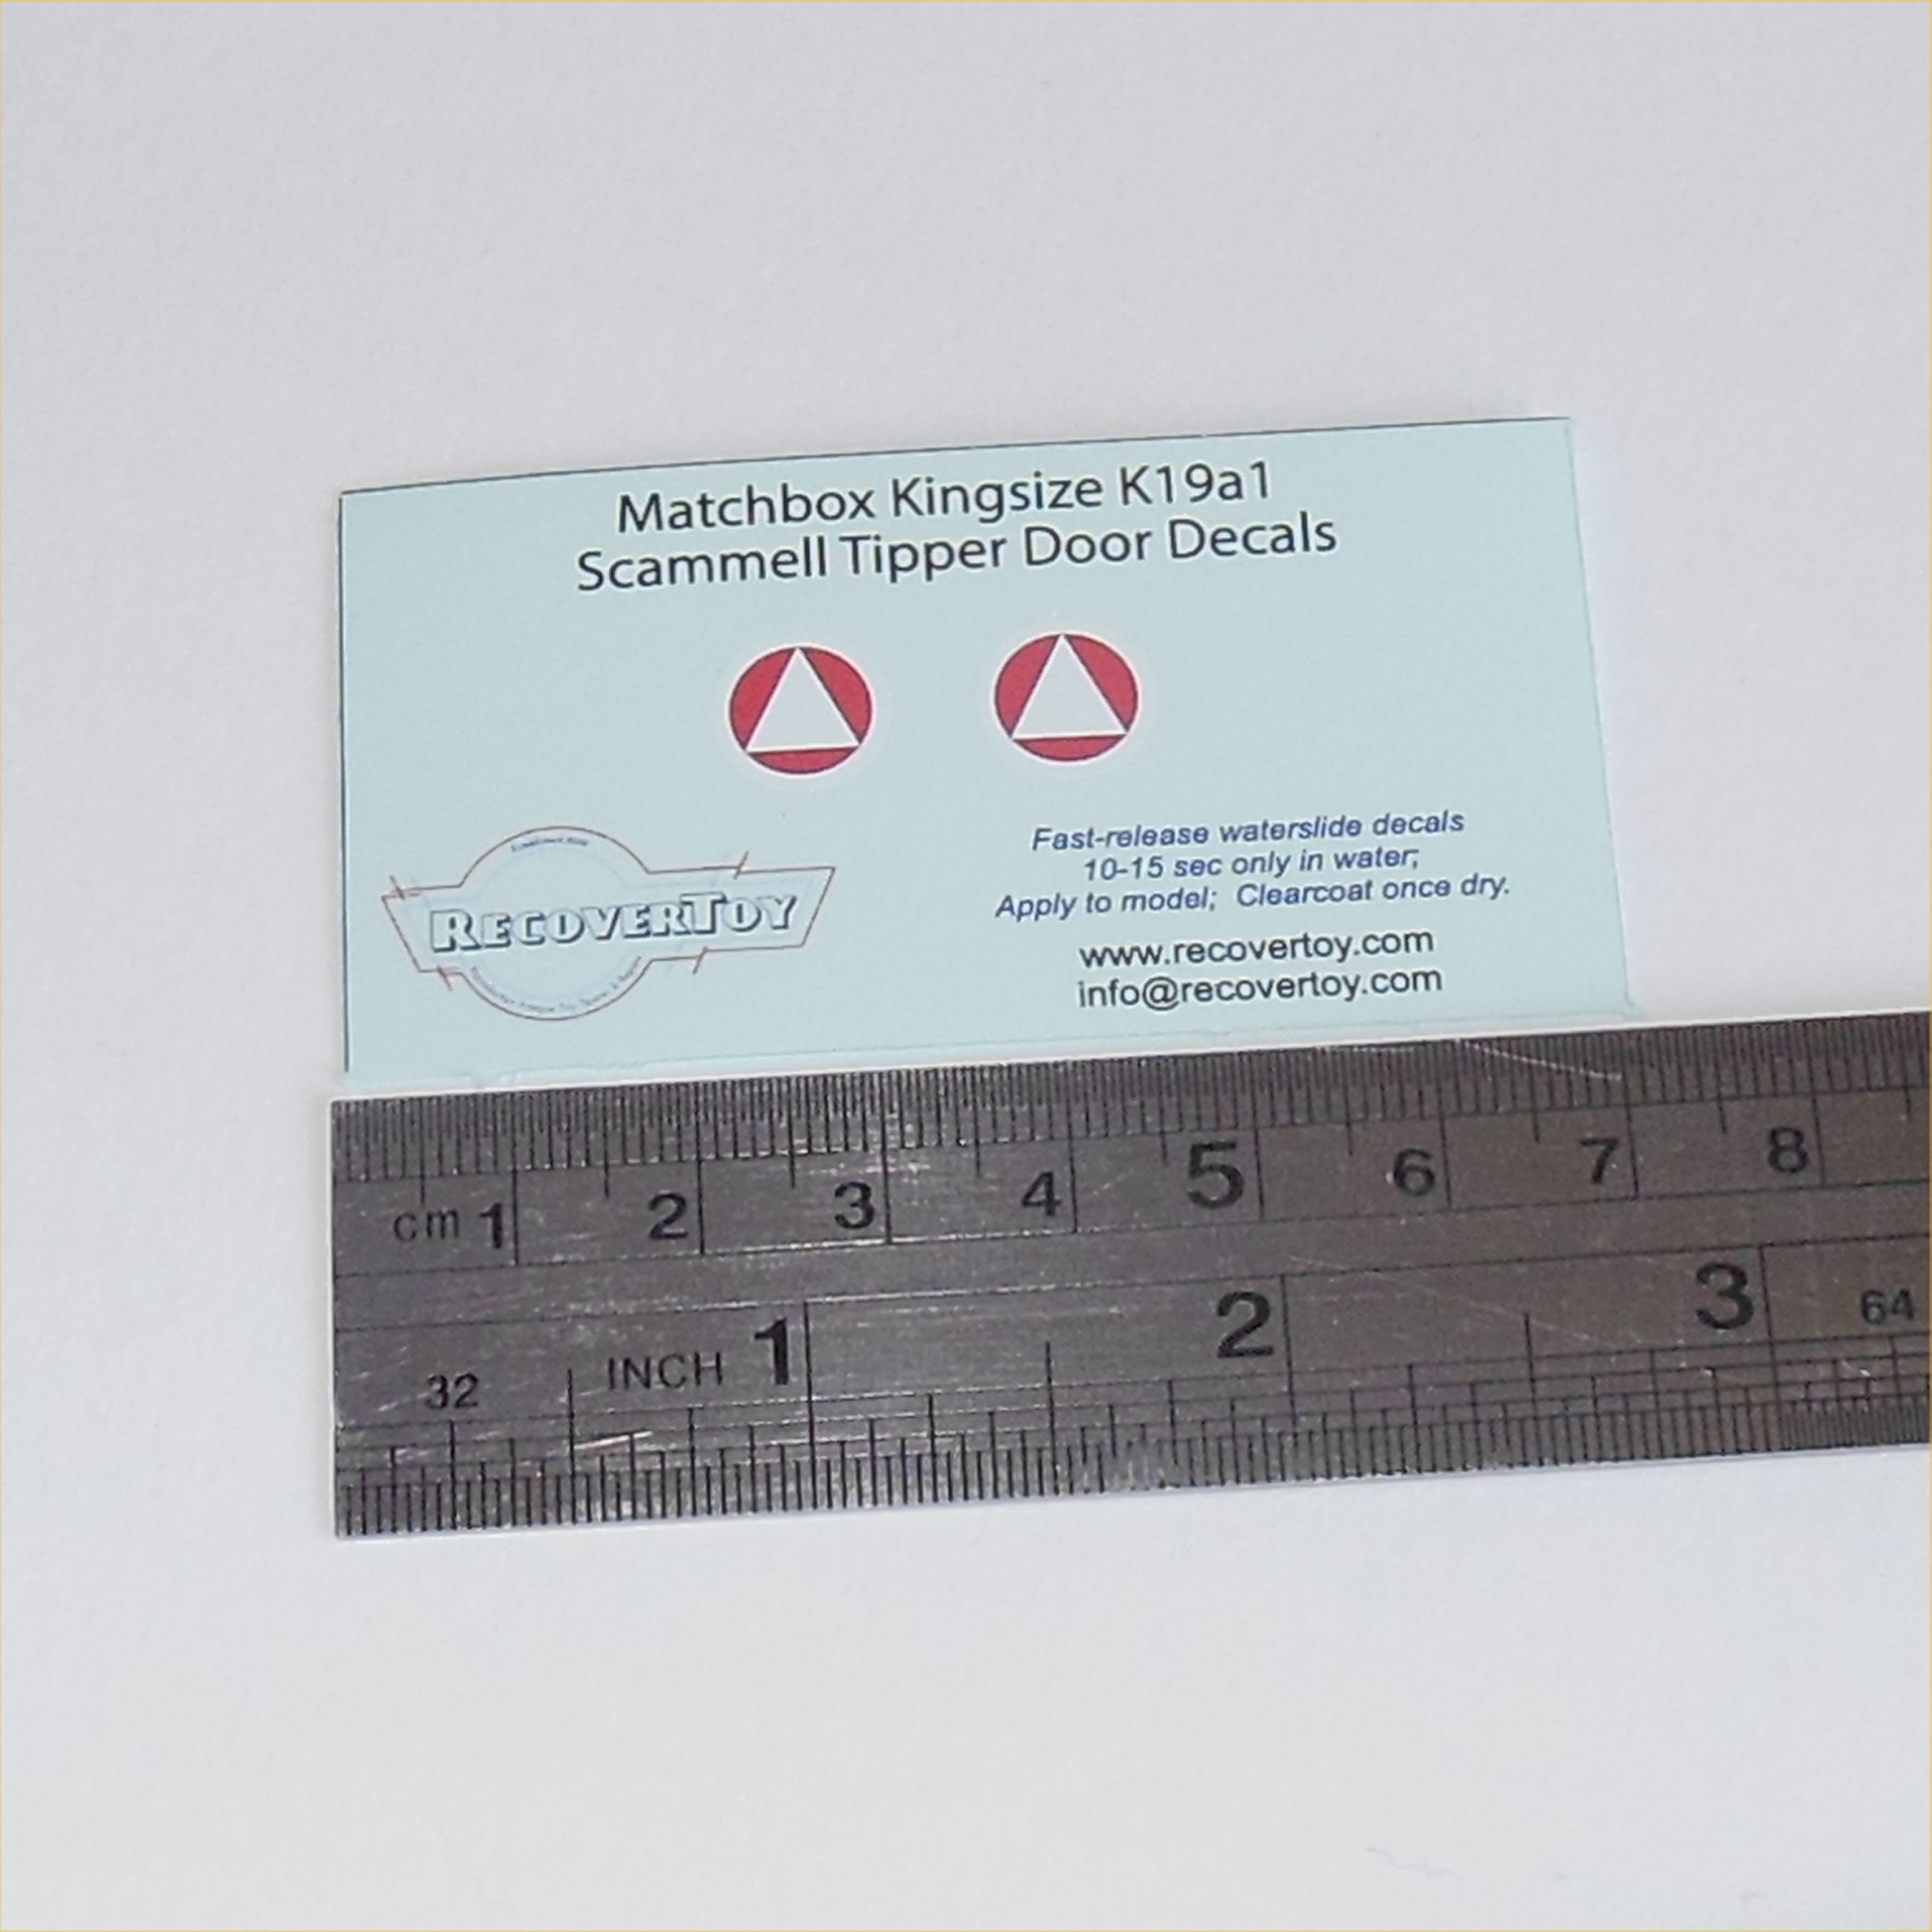 Matchbox Kingsize K19a1
Scammell Tipper Door Decals
RECOVERTOY
Fast-release waterslide decals
10-15 sec only in water;
Apply to model; Clearcoat once dry.
www.recovertoy.com
info@recovertoy.com
cm 1 2 3 4 5 6 7 8
INCH 1 2 3
32 64